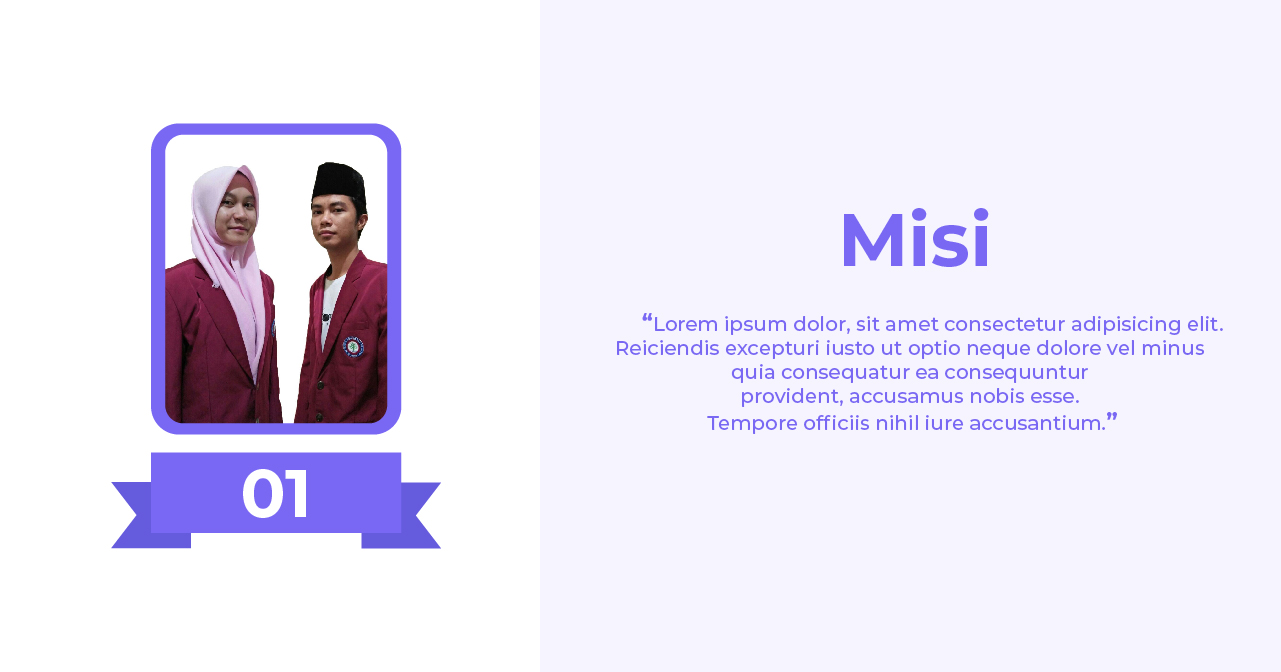 01
Misi
“Lorem ipsum dolor, sit amet consectetur adipisicing elit.
Reiciendis excepturi iusto ut optio neque dolore vel minus
quia consequatur ea consequuntur
provident, accusamus nobis esse.
Tempore officiis nihil iure accusantium.”